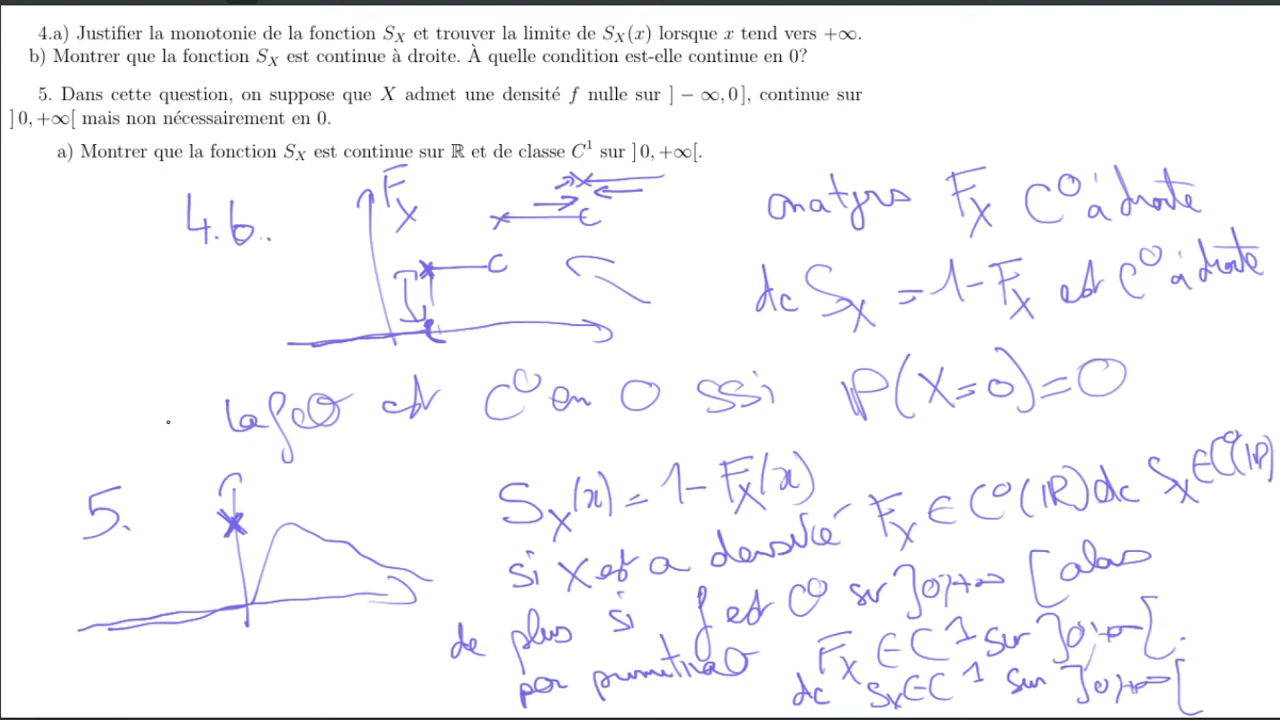 4.a) Justifier la monotonie de la fonction S_X et trouver la limite de S_X(x) lorsque x tend vers +∞.
b) Montrer que la fonction S_X est continue à droite. À quelle condition est-elle continue en 0?
5. Dans cette question, on suppose que X admet une densité f nulle sur ] − ∞, 0], continue sur
]0, +∞[ mais non nécessairement en 0.
a) Montrer que la fonction S_X est continue sur ℝ et de classe C¹ sur ]0, +∞[.
4.b.
F_X
F_X C⁰ à droite
dc S_X = 1 - F_X est C⁰ à droite
est C⁰ en 0 ssi P(X=0)=0
5.
S_X(x) = 1 - F_X(x)
si X est a densité F_X ∈ C⁰(ℝ) dc S_X ∈ C⁰(ℝ)
de plus si f est C⁰ sur ]0;+∞[ alors
par F_X ∈ C¹ sur ]0;+∞[.
dc S_X ∈ C¹ sur ]0;+∞[